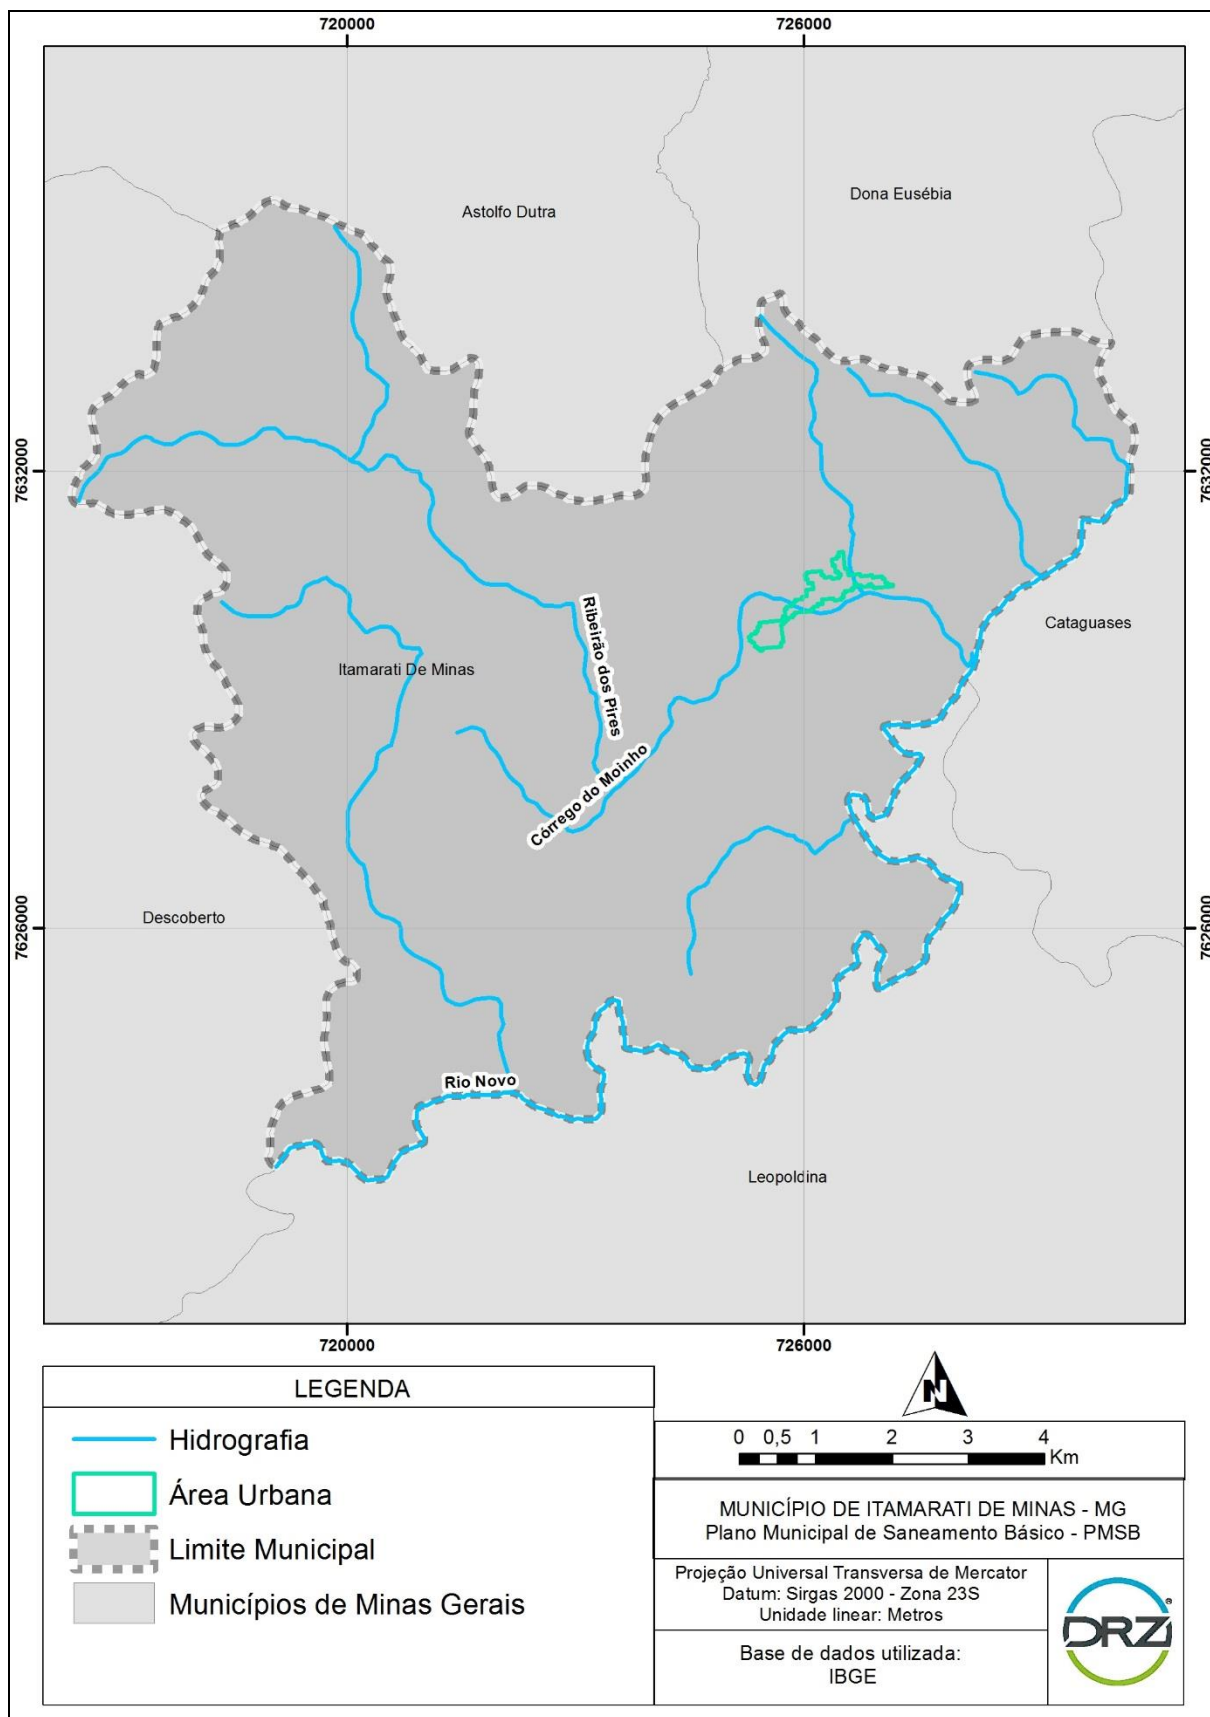 720000
726000
Astolfo Dutra
Dona Eusébia
7632000
7632000
Ribeirão dos Pires
Cataguases
Itamarati De Minas
Córrego do Moinho
Descoberto
7626000
7626000
Rio Novo
Leopoldina
720000
726000
LEGENDA
Hidrografia
Área Urbana
Limite Municipal
Municípios de Minas Gerais
N
0 0,5 1 2 3 4
Km
MUNICÍPIO DE ITAMARATI DE MINAS - MG
Plano Municipal de Saneamento Básico - PMSB
Projeção Universal Transversa de Mercator
Datum: Sirgas 2000 - Zona 23S
Unidade linear: Metros
Base de dados utilizada:
IBGE
DRZ®